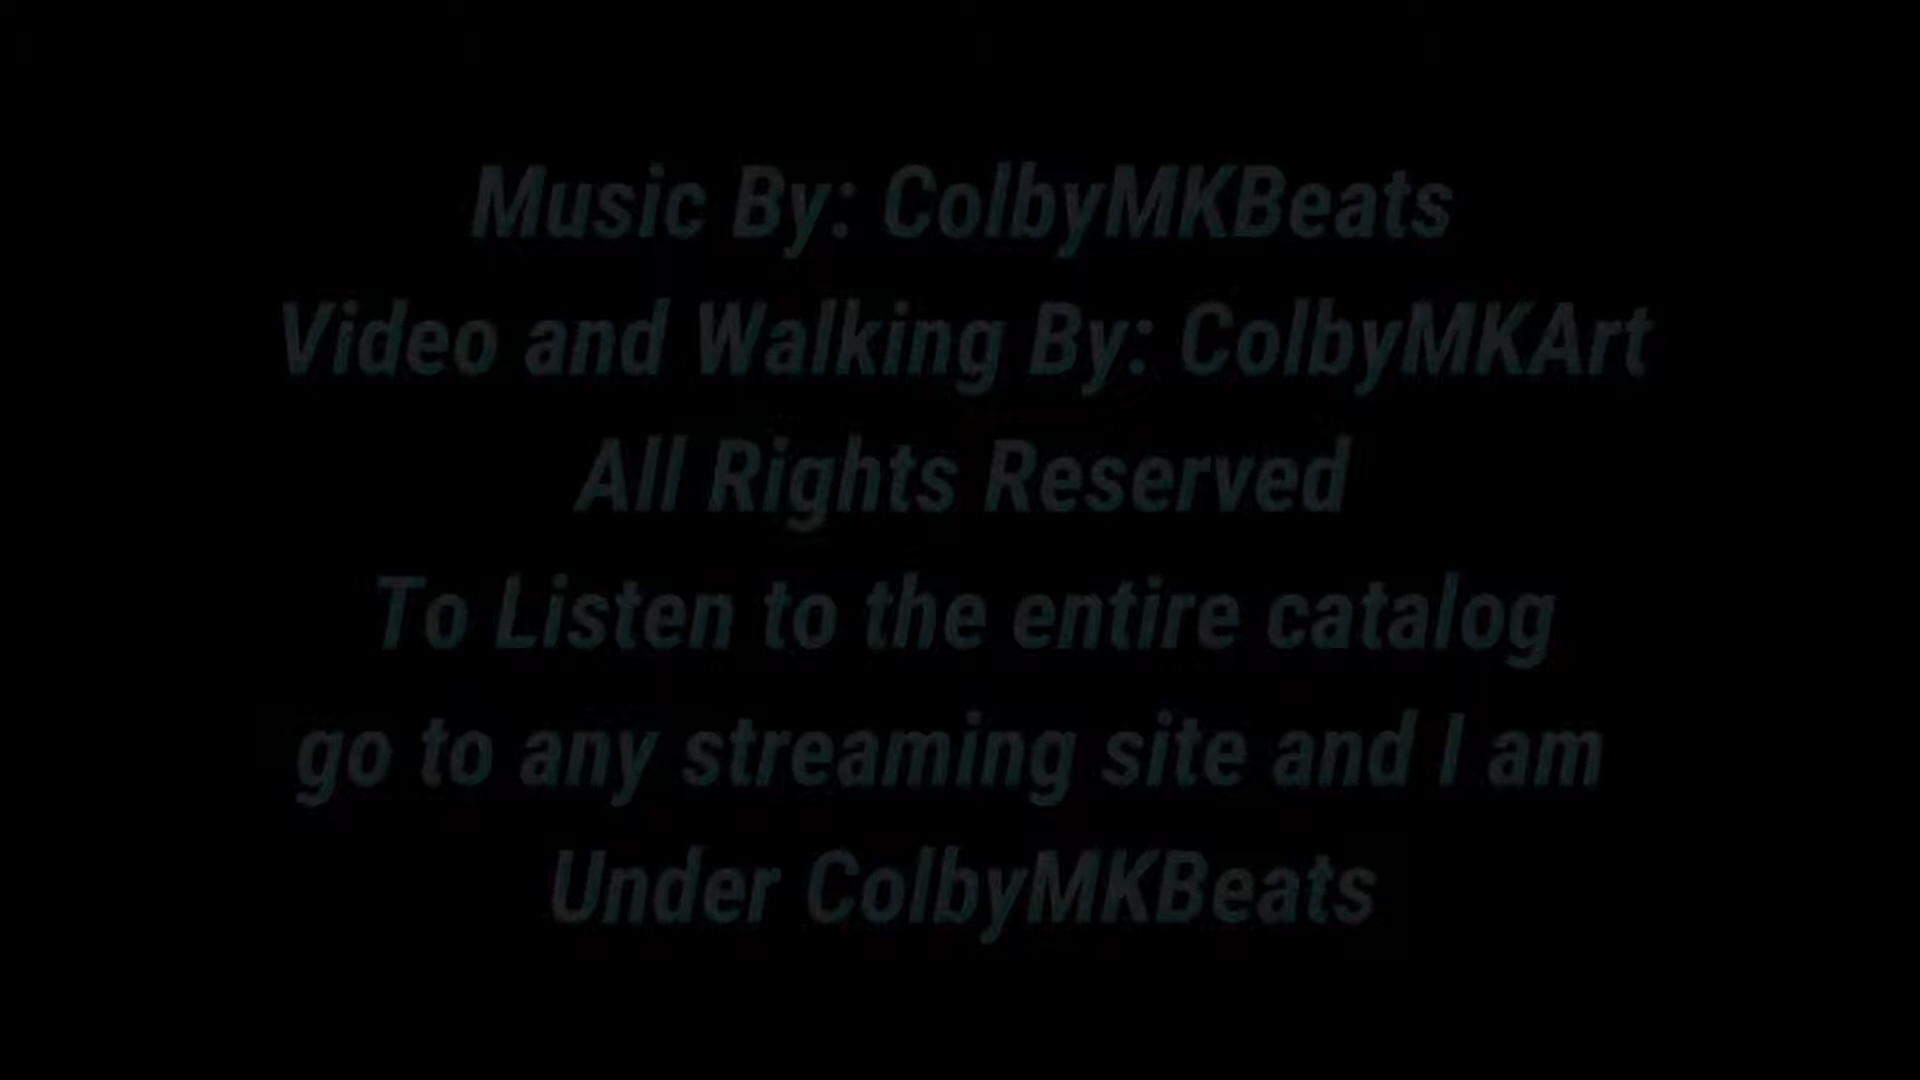 Music By: ColbyMKBeats
Video and Walking By: ColbyMKArt
All Rights Reserved
To Listen to the entire catalog
go to any streaming site and I am
Under ColbyMKBeats